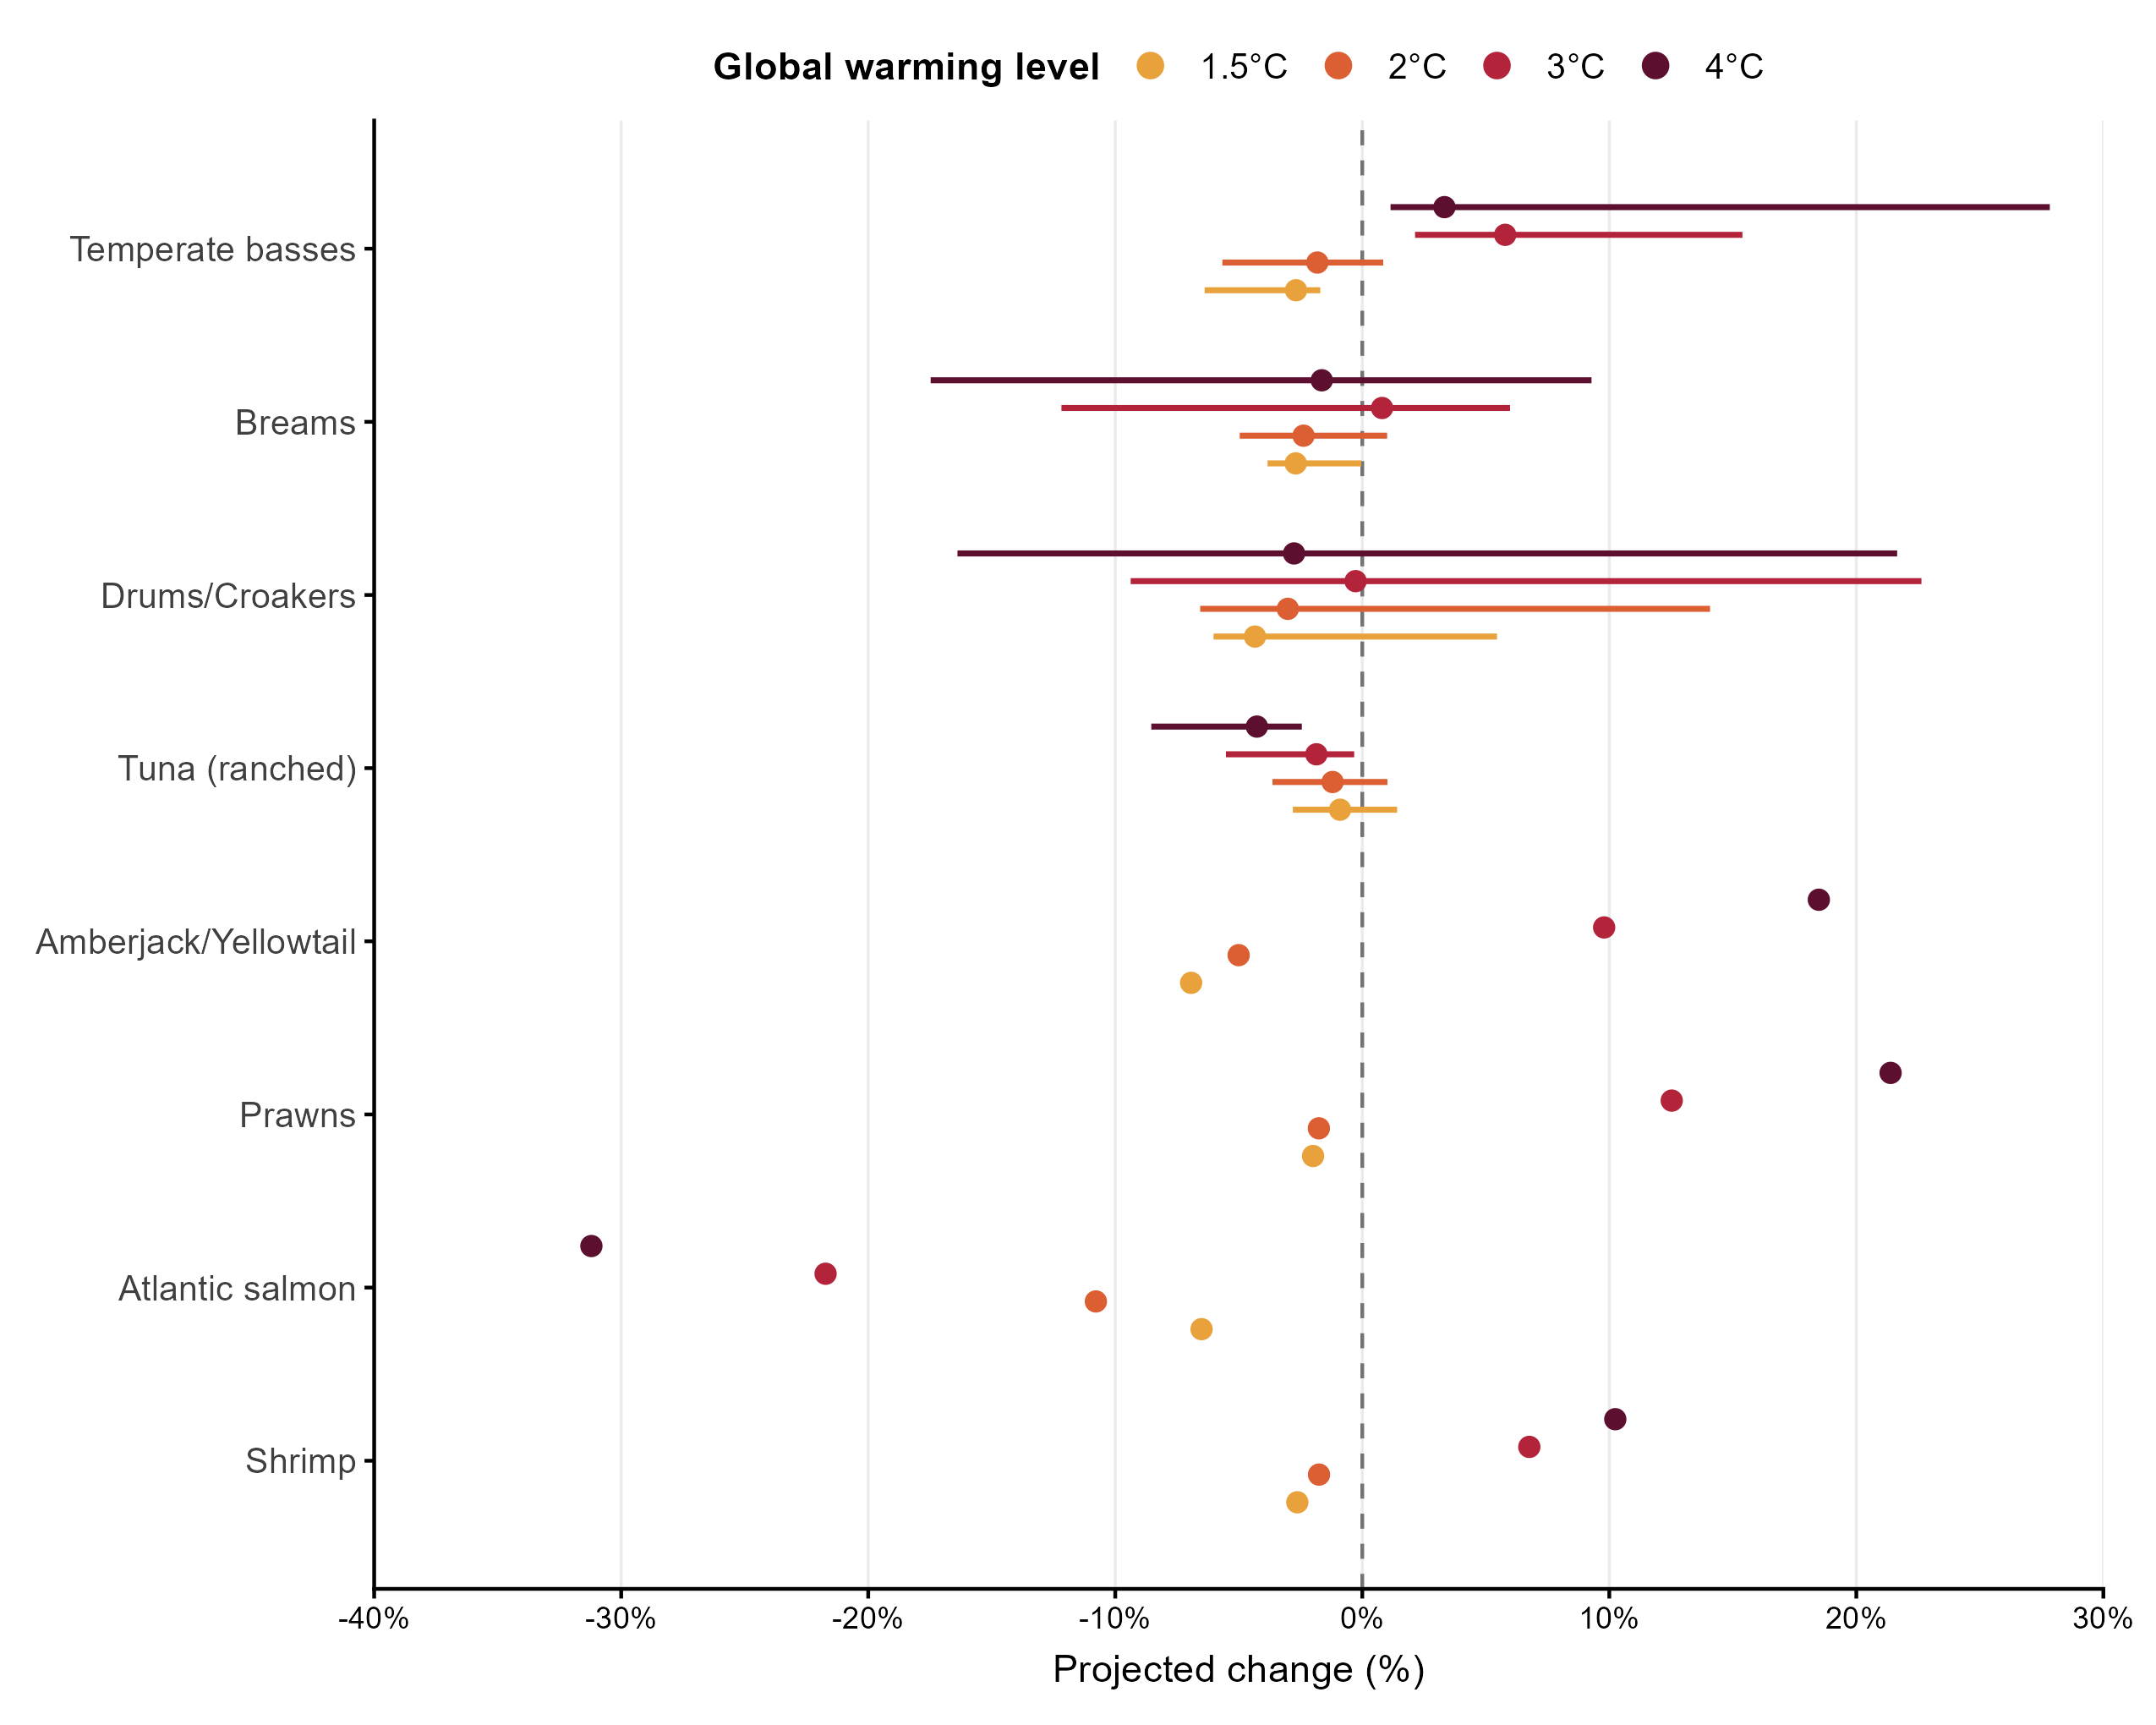 Global warming level 1.5°C 2°C 3°C 4°C
Temperate basses
Breams
Drums/Croakers
Tuna (ranched)
Amberjack/Yellowtail
Prawns
Atlantic salmon
Shrimp
-40% -30% -20% -10% 0% 10% 20% 30%
Projected change (%)